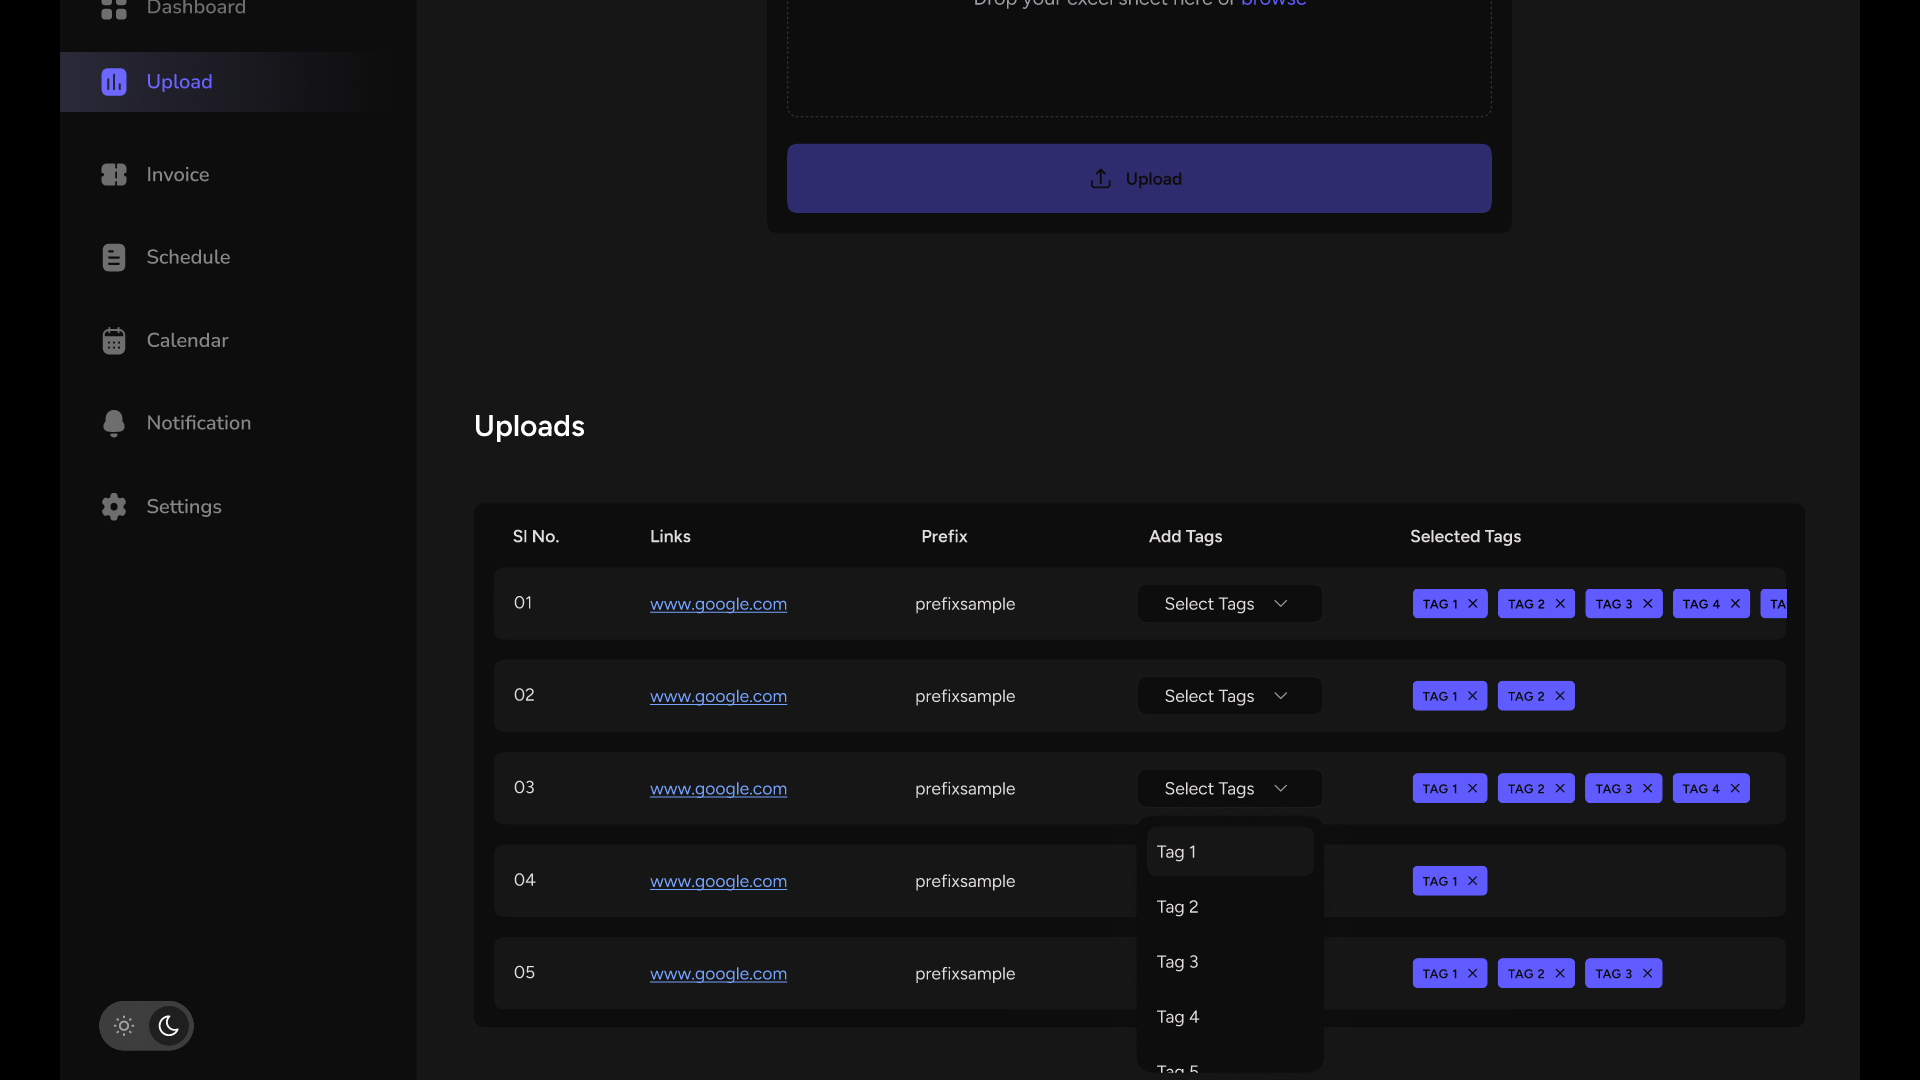 Dashboard
Upload
Invoice
Schedule
Calendar
Notification
Settings
Drop your excel sheet here or browse
Upload
Uploads
Sl No. Links Prefix Add Tags Selected Tags
01 www.google.com prefixsample Select Tags TAG 1 TAG 2 TAG 3 TAG 4 TA
02 www.google.com prefixsample Select Tags TAG 1 TAG 2
03 www.google.com prefixsample Select Tags TAG 1 TAG 2 TAG 3 TAG 4
Tag 1
04 www.google.com prefixsample TAG 1
Tag 2
Tag 3
05 www.google.com prefixsample TAG 1 TAG 2 TAG 3
Tag 4
Tag 5